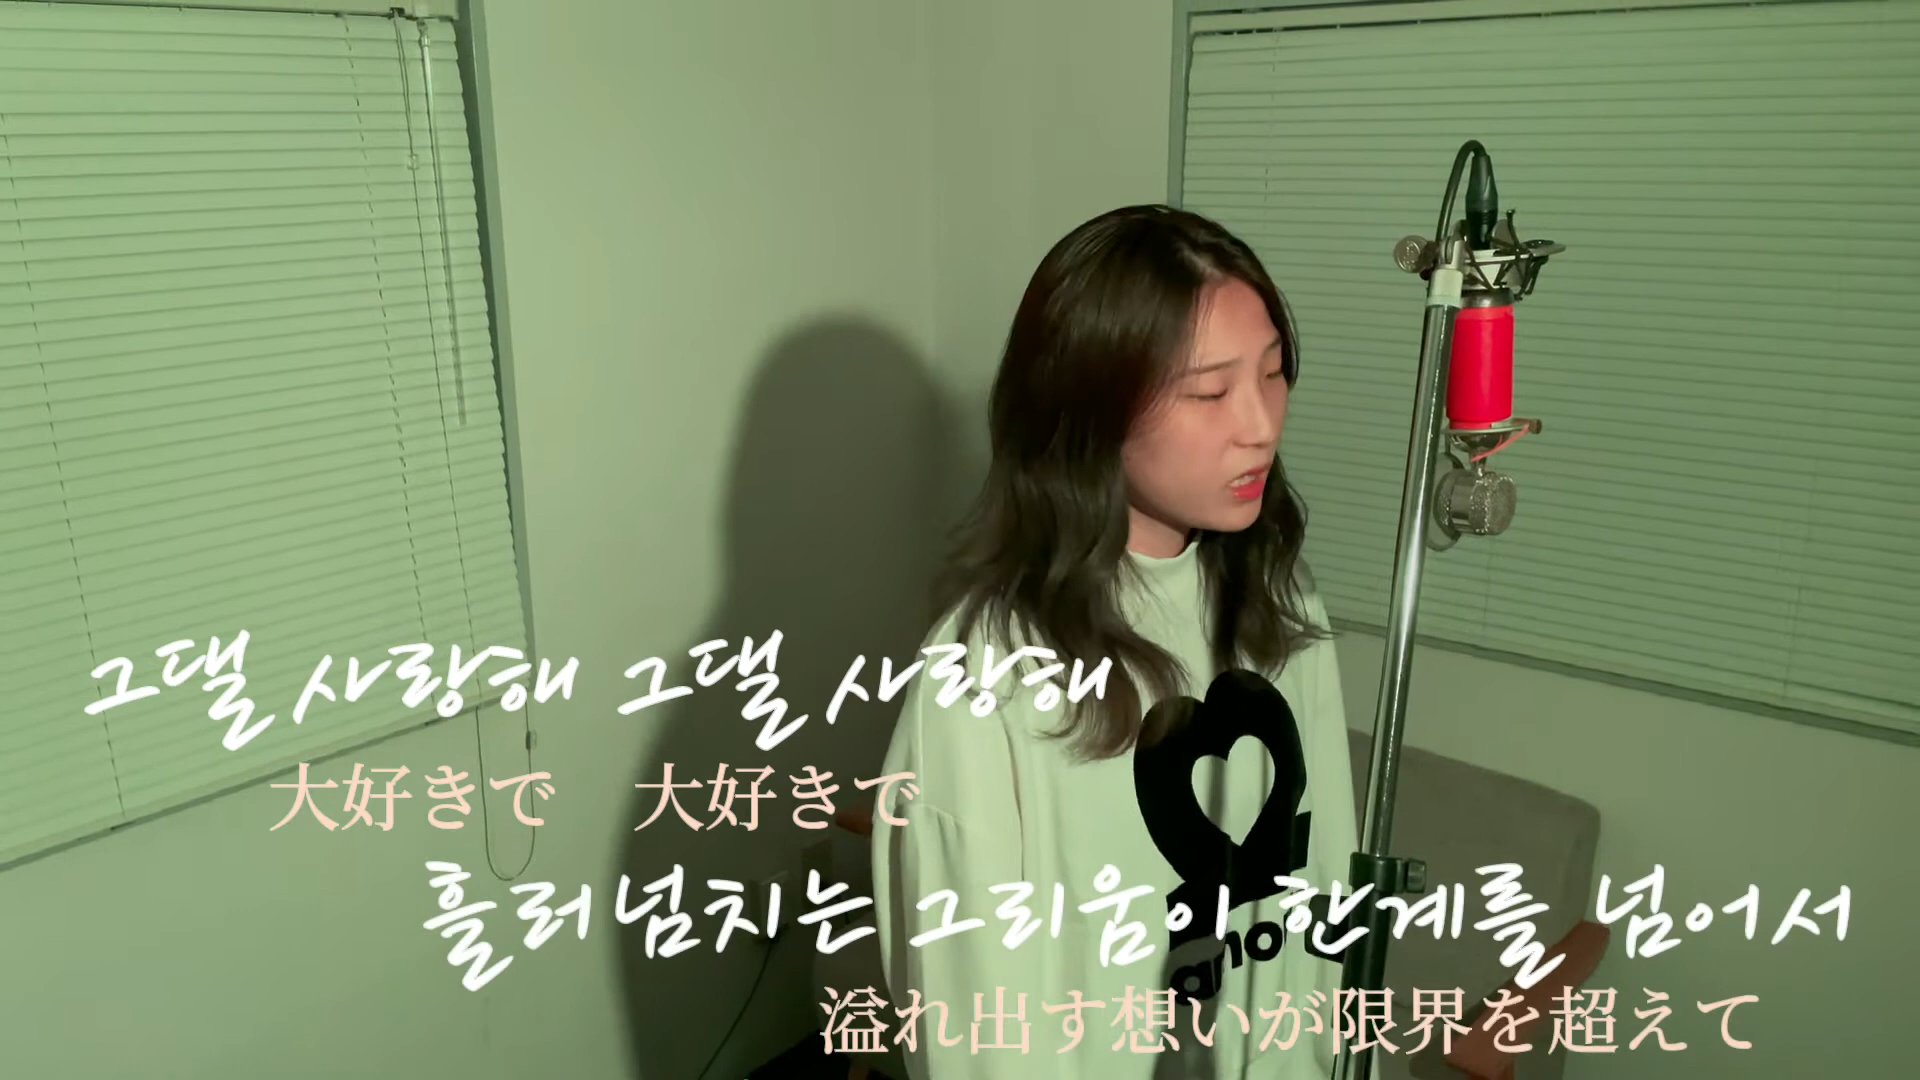 그댈 사랑해 그댈 사랑해
大好きで 大好きで
흘러넘치는 그리움이 한계를 넘어서
溢れ出す想いが限界を超えて